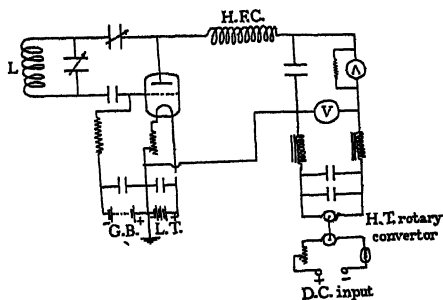 H.F.C.
L
A
V
- G.B. + L.T.
H.T. rotary
convertor
+ -
D.C. input